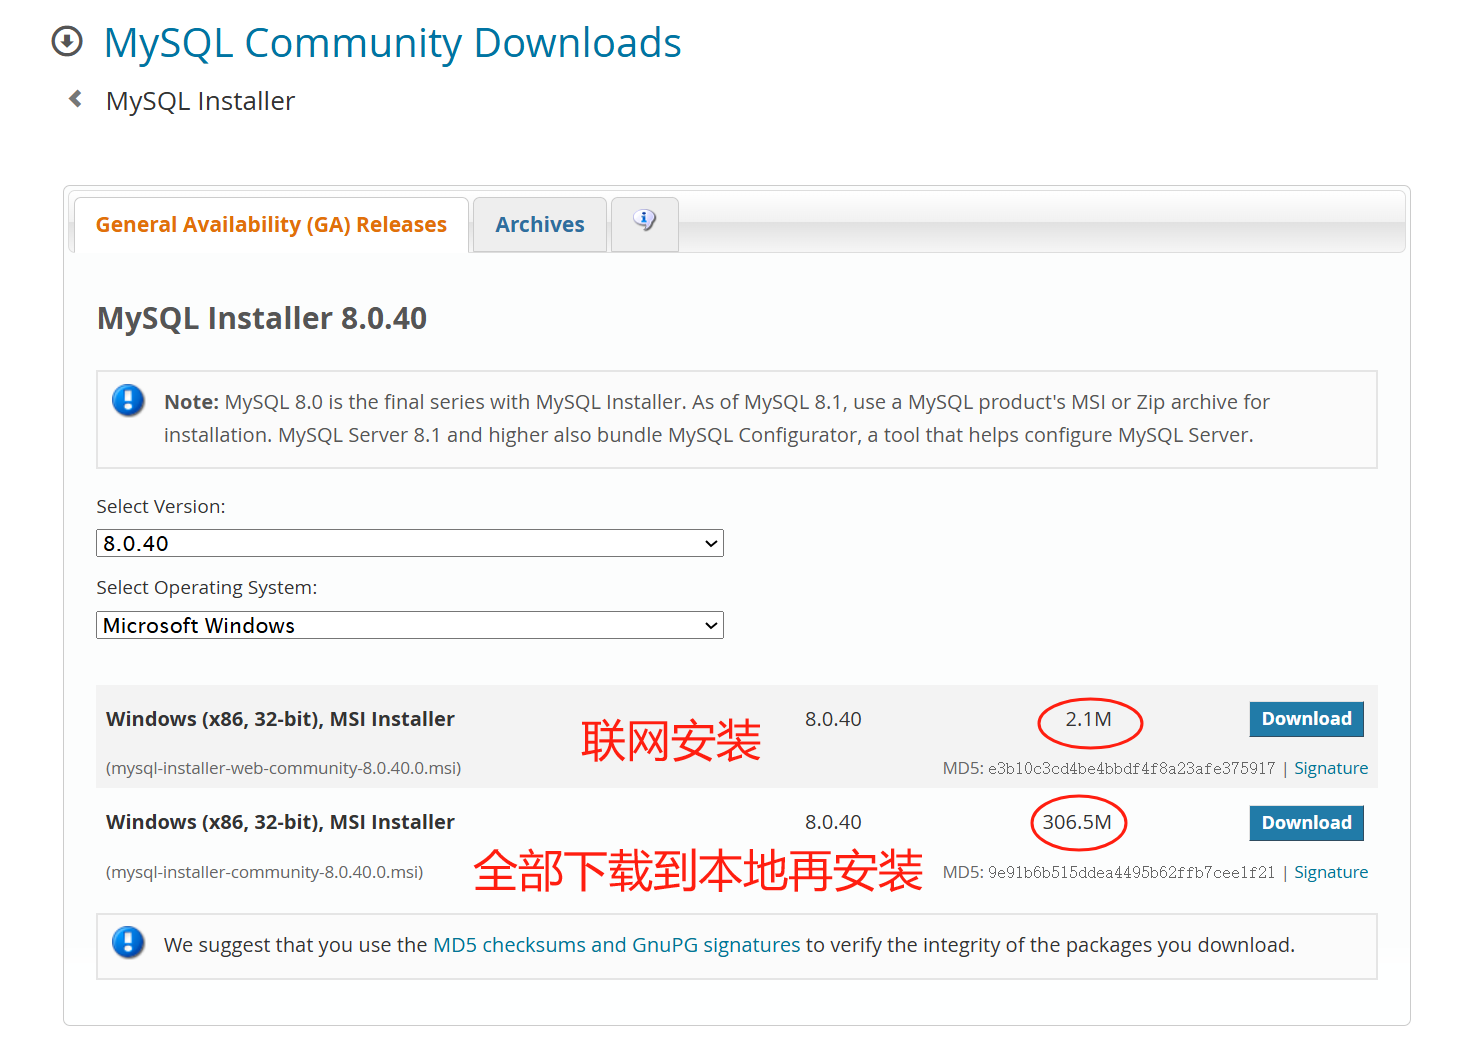 MySQL Community Downloads
MySQL Installer
General Availability (GA) Releases
Archives
MySQL Installer 8.0.40
Note: MySQL 8.0 is the final series with MySQL Installer. As of MySQL 8.1, use a MySQL product's MSI or Zip archive for
installation. MySQL Server 8.1 and higher also bundle MySQL Configurator, a tool that helps configure MySQL Server.
Select Version:
8.0.40
Select Operating System:
Microsoft Windows
Windows (x86, 32-bit), MSI Installer 联网安装 8.0.40 2.1M Download
(mysql-installer-web-community-8.0.40.0.msi) MD5: e3b10c3cd4be4bbdf4f8a23afe375917 | Signature
Windows (x86, 32-bit), MSI Installer 8.0.40 306.5M Download
(mysql-installer-community-8.0.40.0.msi) 全部下载到本地再安装 MD5: 9e91b6b515ddea4495b62ffb7cee1f21 | Signature
We suggest that you use the MD5 checksums and GnuPG signatures to verify the integrity of the packages you download.